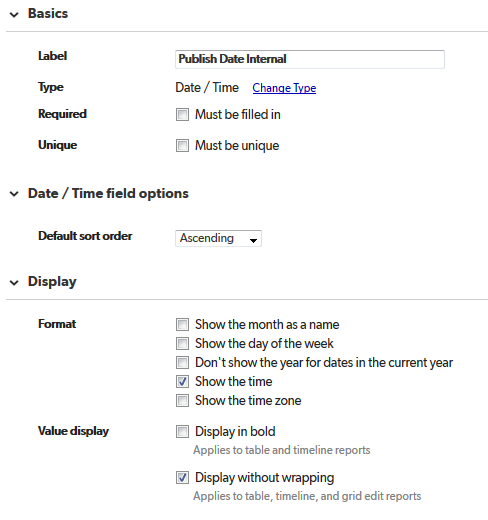 Basics
Label Publish Date Internal
Type Date / Time Change Type
Required Must be filled in
Unique Must be unique
Date / Time field options
Default sort order Ascending
Display
Format Show the month as a name
Show the day of the week
Don't show the year for dates in the current year
Show the time
Show the time zone
Value display Display in bold
Applies to table and timeline reports
Display without wrapping
Applies to table, timeline, and grid edit reports